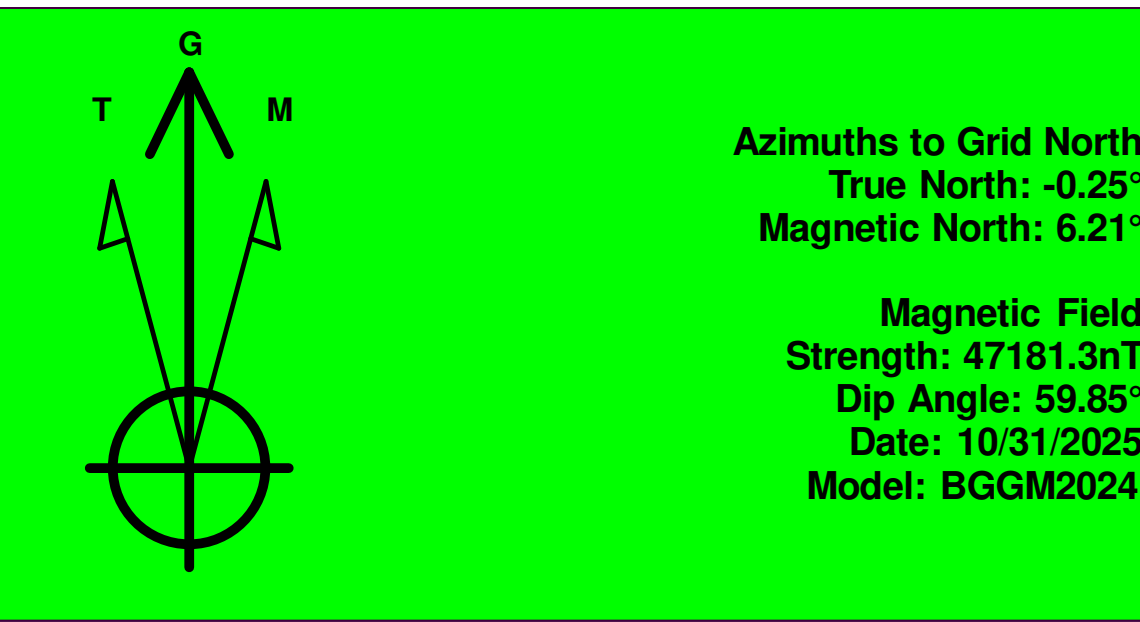 G
T M
Azimuths to Grid North
True North: -0.25°
Magnetic North: 6.21°
Magnetic Field
Strength: 47181.3nT
Dip Angle: 59.85°
Date: 10/31/2025
Model: BGGM2024